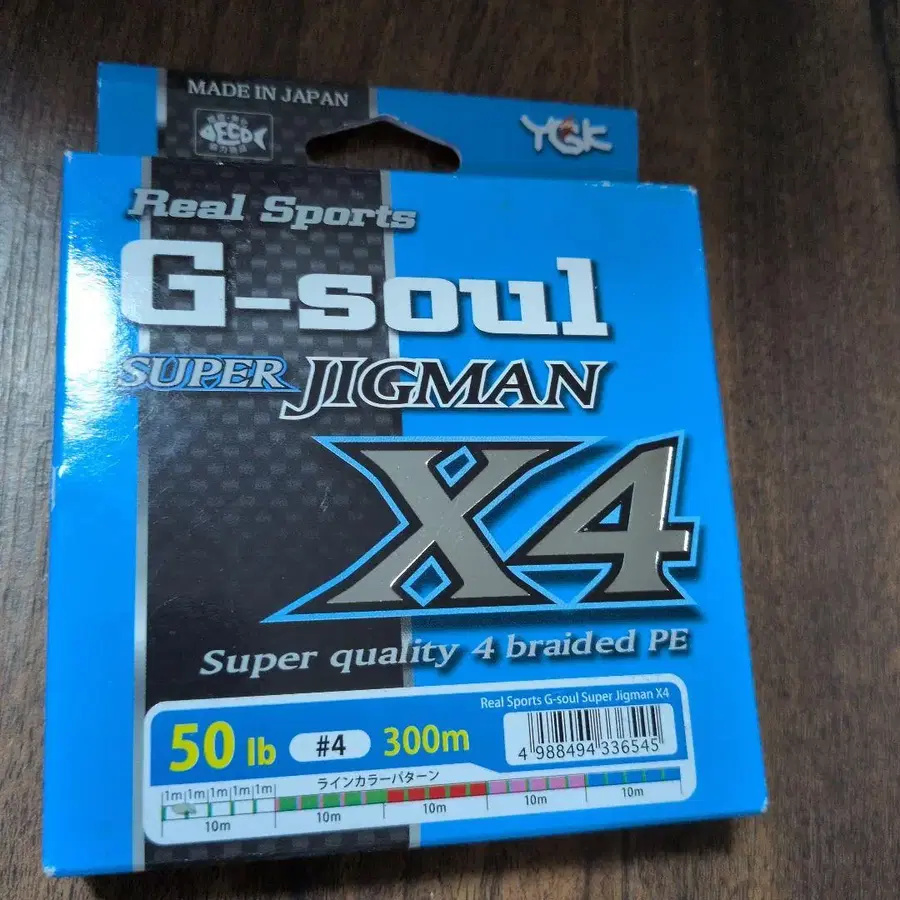 MADE IN JAPAN
ECO
YGK
Real Sports
G-soul
SUPER JIGMAN
X4
Super quality 4 braided PE
Real Sports G-soul Super Jigman X4
50 lb #4 300m
4 988494 336545
ラインカラーパターン
1m 1m 1m 1m 1m
10m 10m 10m 10m 10m